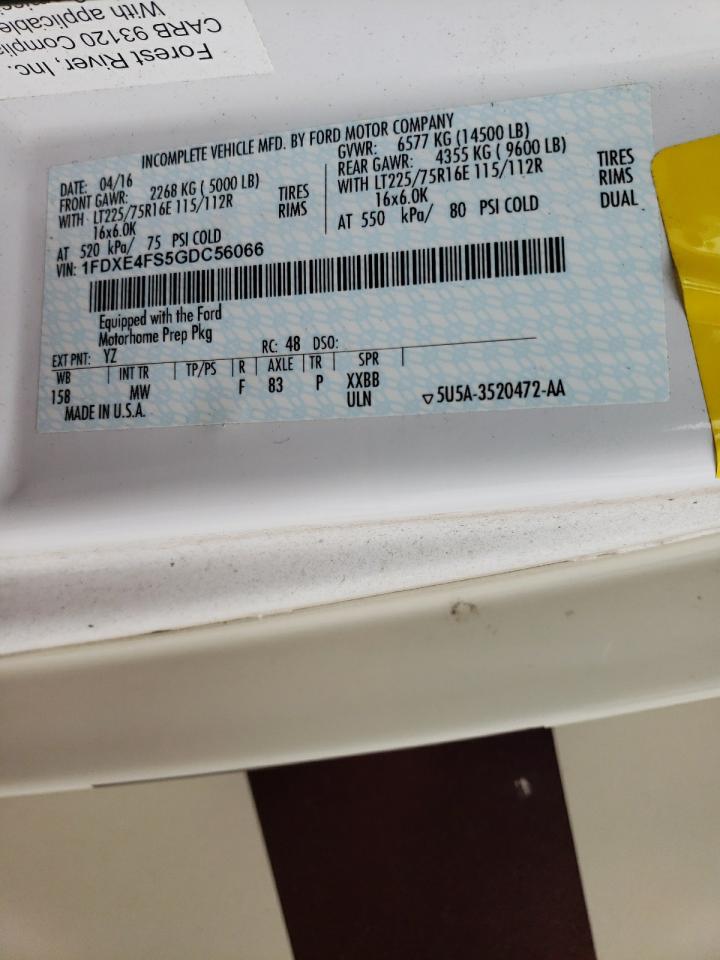 Forest River, Inc.
CARB 93120 Complia
With applicable
INCOMPLETE VEHICLE MFD. BY FORD MOTOR COMPANY
DATE: 04/16
FRONT GAWR: 2268 KG ( 5000 LB)
WITH LT225/75R16E 115/112R TIRES
16x6.0K RIMS
AT 520 kPa/ 75 PSI COLD
GVWR: 6577 KG (14500 LB)
REAR GAWR: 4355 KG ( 9600 LB)
WITH LT225/75R16E 115/112R TIRES
16x6.0K RIMS
AT 550 kPa/ 80 PSI COLD DUAL
VIN: 1FDXE4FS5GDC56066
Equipped with the Ford
Motorhome Prep Pkg
EXT PNT: YZ RC: 48 DSO:
WB | INT TR | TP/PS | R | AXLE | TR | SPR |
158 MW F 83 P XXBB
ULN
MADE IN U.S.A. ▽5U5A-3520472-AA